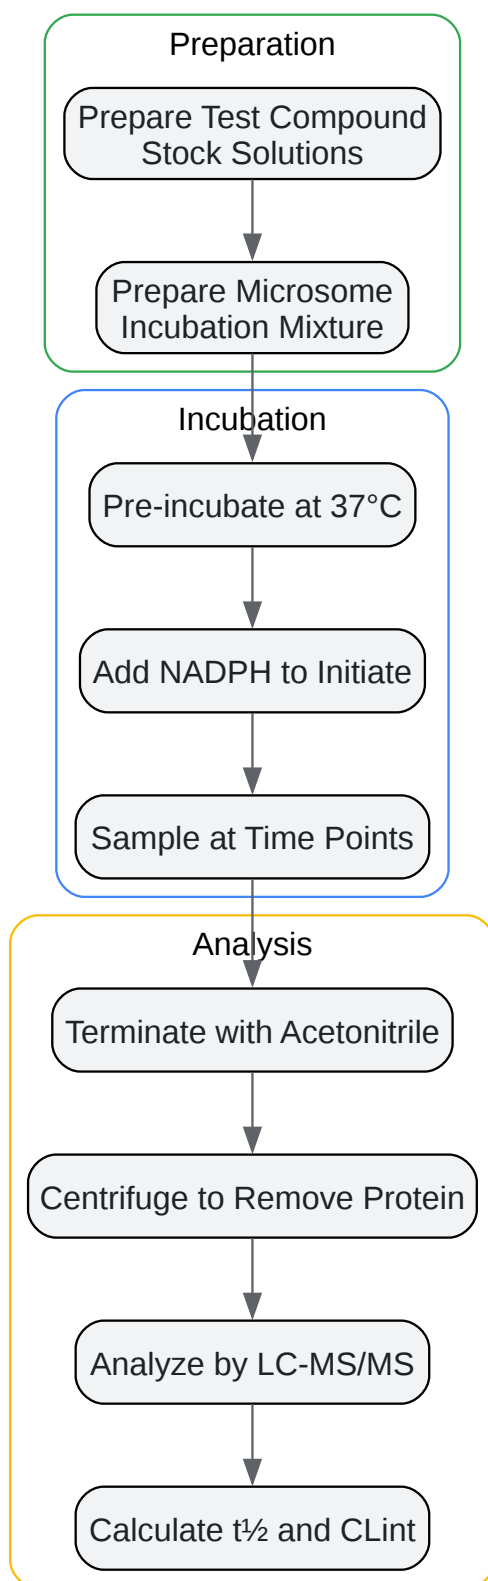 Preparation
Prepare Test Compound
Stock Solutions
Prepare Microsome
Incubation Mixture
Incubation
Pre-incubate at 37°C
Add NADPH to Initiate
Sample at Time Points
Analysis
Terminate with Acetonitrile
Centrifuge to Remove Protein
Analyze by LC-MS/MS
Calculate t½ and CLint